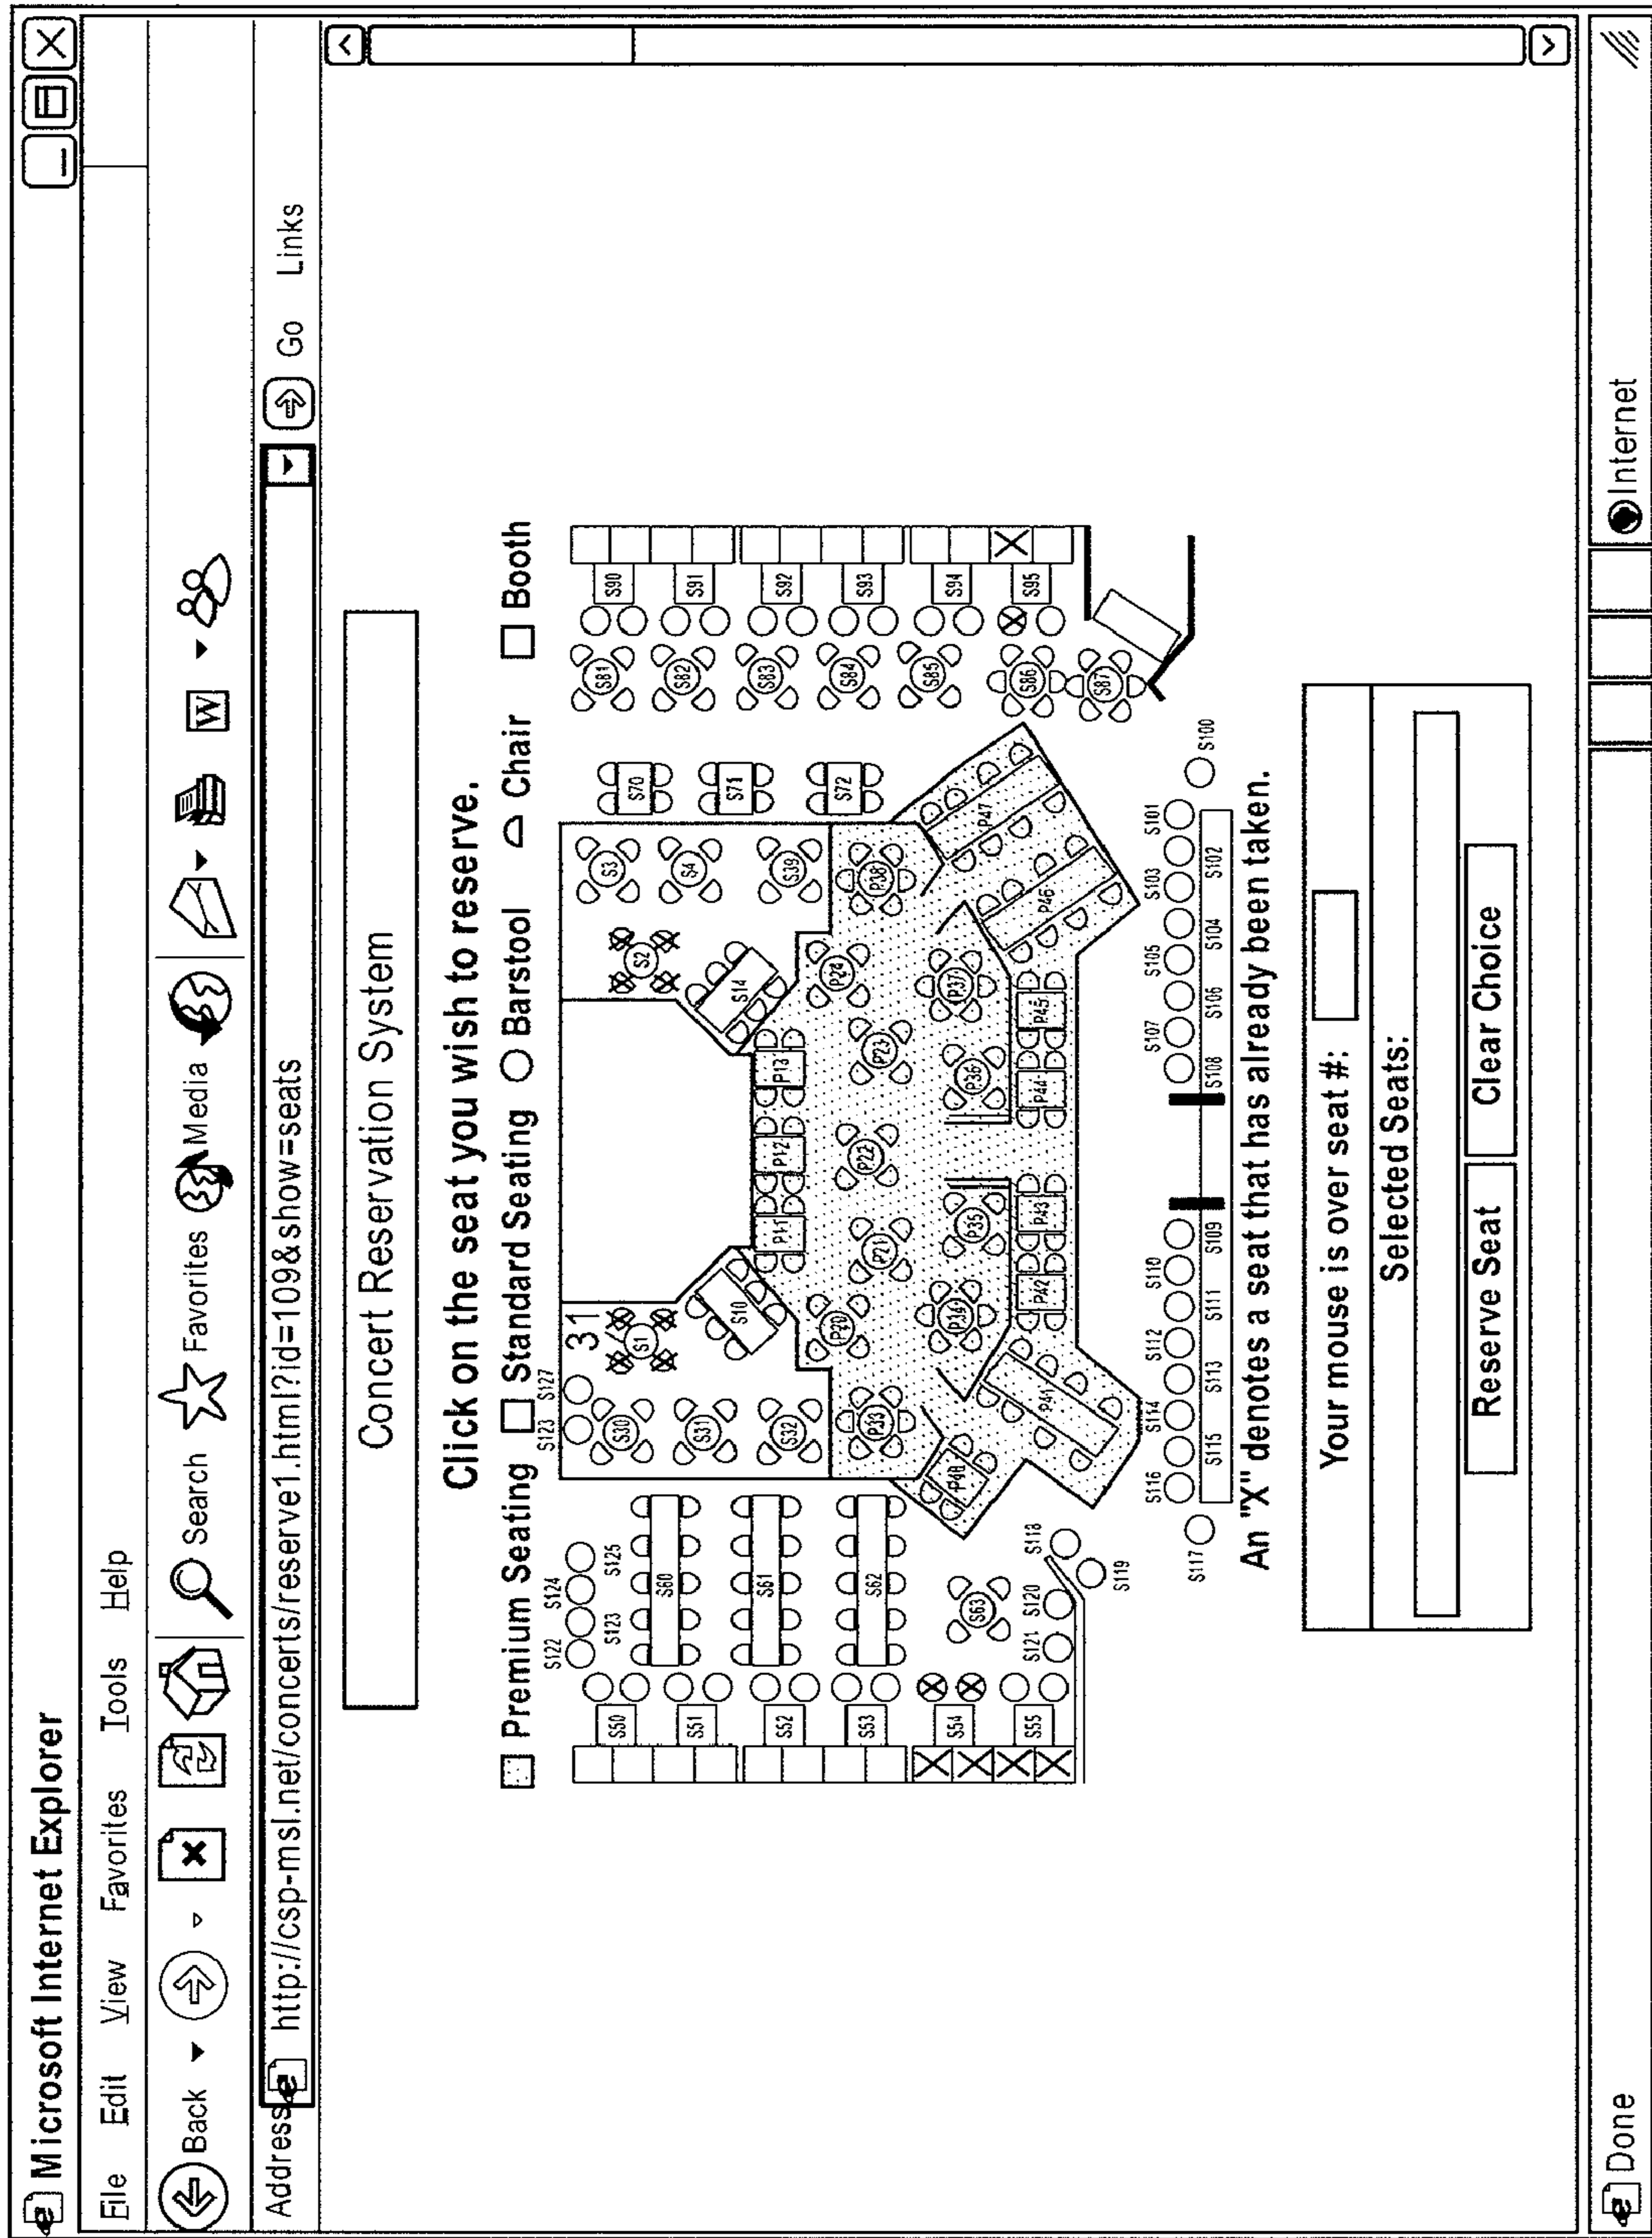 Microsoft Internet Explorer
File Edit View Favorites Tools Help
Back Search Favorites Media W
Address http://csp-msl.net/concerts/reserve1.html?id=109&show=seats Go Links
Concert Reservation System
Click on the seat you wish to reserve.
Premium Seating Standard Seating Barstool Chair Booth
S122 S124 S123 S127
S123 S125
31
S50 S60 S30 S1 S2 S3 S70 S81 S90
S51 S61 S31 S10 S14 S4 S71 S82 S91
S52 S62 S32 P11 P12 P13 S39 S72 S83 S92
S53 P33 P20 P21 P22 P23 P24 P38 S84 S93
S54 S63 P48 P34 P35 P36 P37 P47 S85 S94
S55 P41 P42 P43 P44 P45 P46 S86 S95
S121 S120 S118 S87
S119
S116 S114 S112 S110 S107 S105 S103 S101 S100
S117 S115 S113 S111 S109 S108 S106 S104 S102
An "X" denotes a seat that has already been taken.
Your mouse is over seat #:
Selected Seats:
Reserve Seat Clear Choice
Done Internet